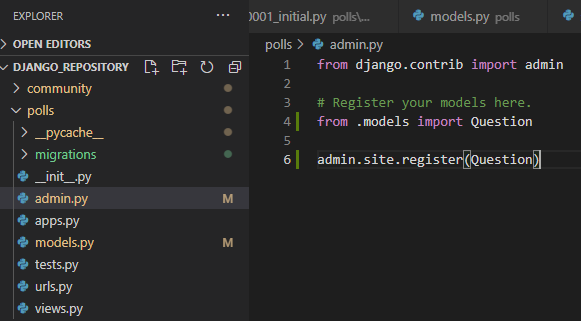 EXPLORER
OPEN EDITORS
DJANGO_REPOSITORY
community
polls
__pycache__
migrations
__init__.py
admin.py M
apps.py
models.py M
tests.py
urls.py
views.py
0001_initial.py polls\... models.py polls
polls > admin.py
1 from django.contrib import admin
2
3 # Register your models here.
4 from .models import Question
5
6 admin.site.register(Question)